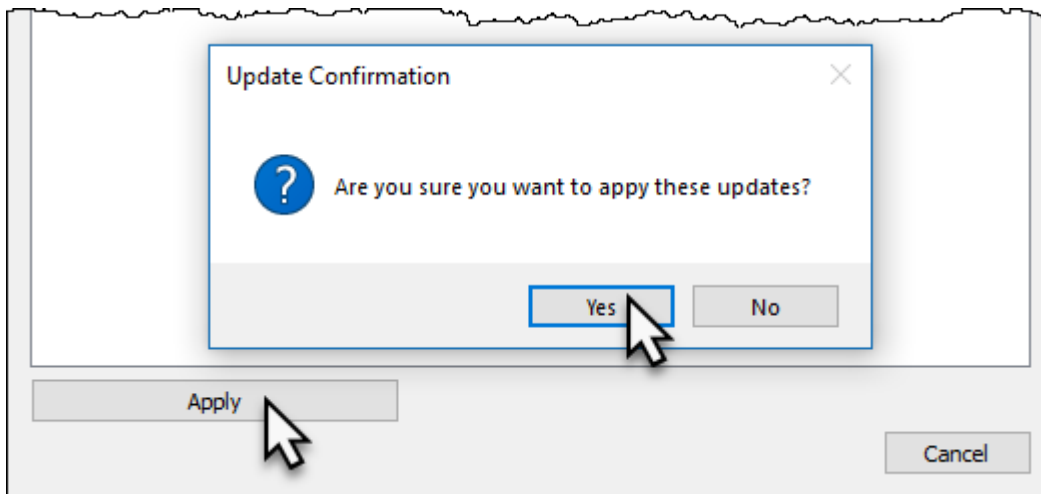 Update Confirmation
?
Are you sure you want to appy these updates?
Yes No
Apply
Cancel